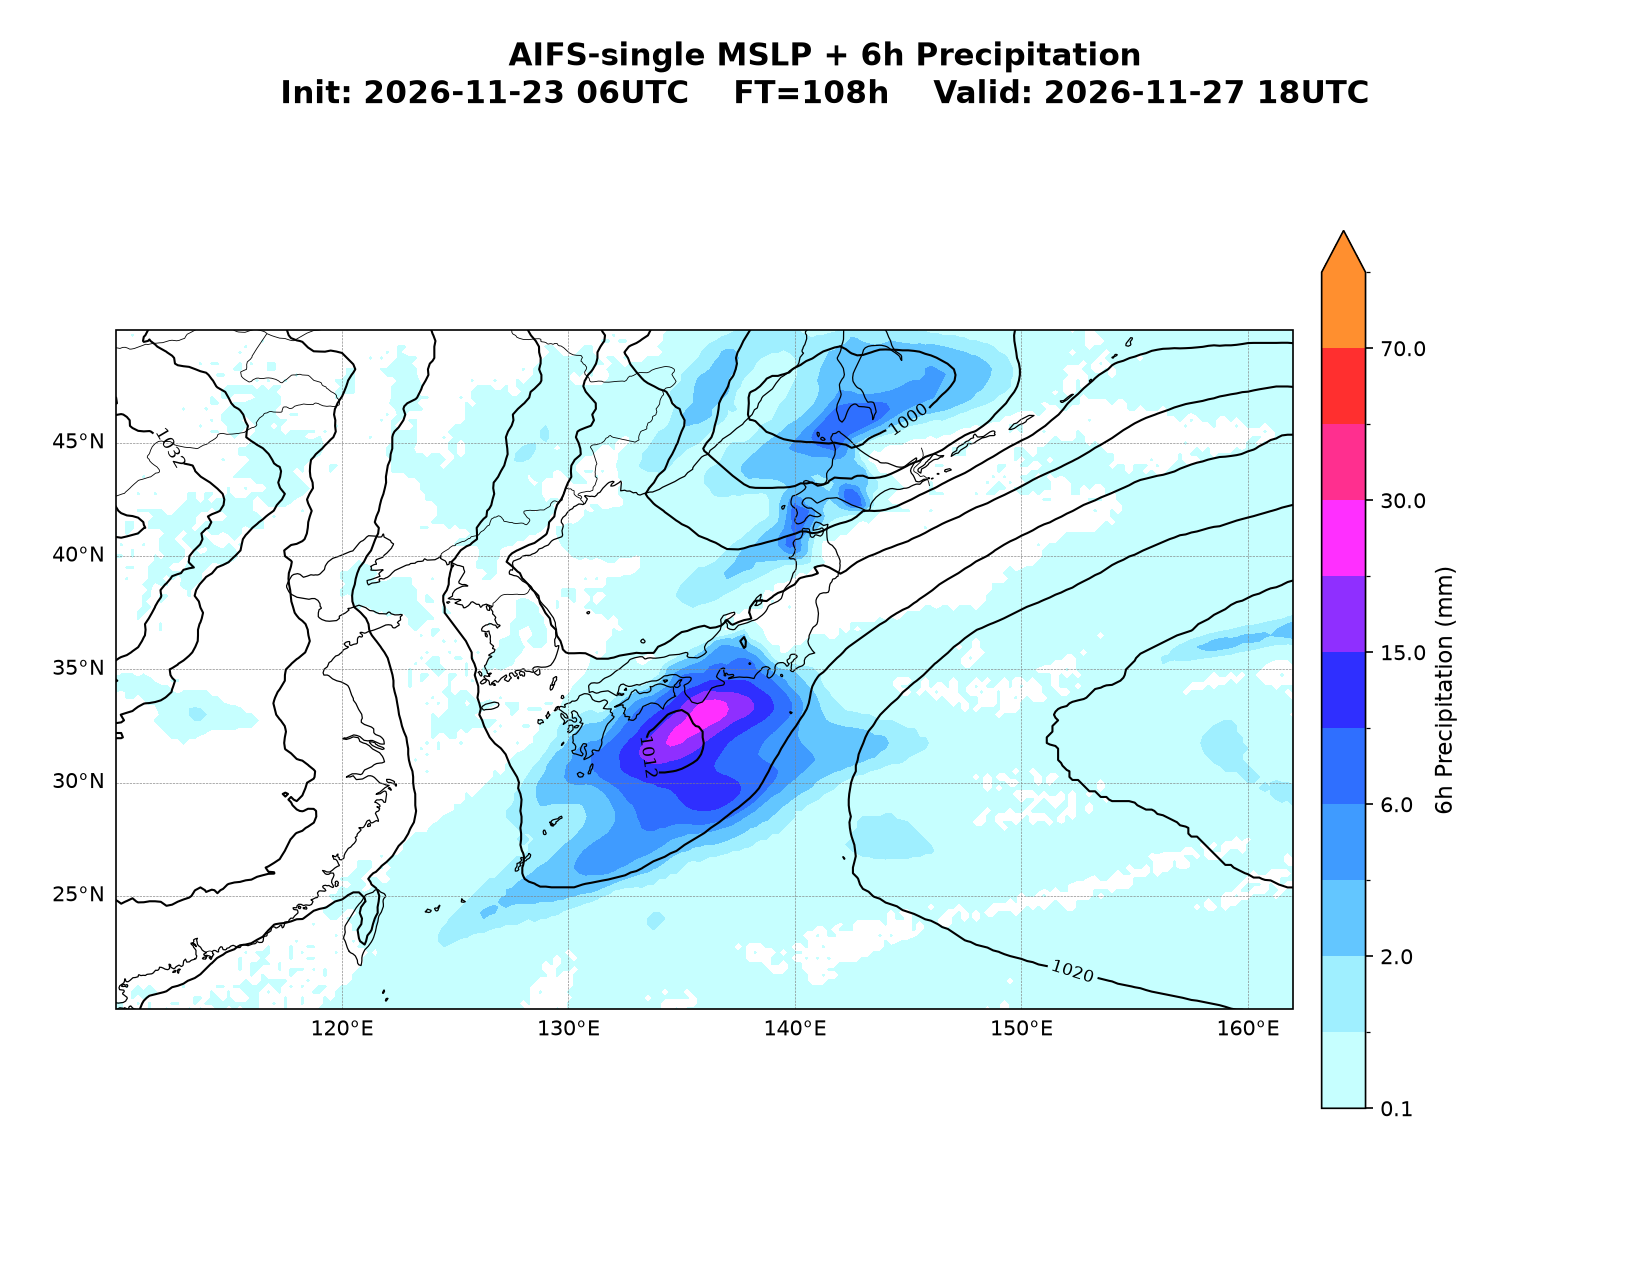 AIFS-single MSLP + 6h Precipitation
Init: 2026-11-23 06UTC    FT=108h    Valid: 2026-11-27 18UTC
1032
1000
1012
1020
45°N
40°N
35°N
30°N
25°N
120°E
130°E
140°E
150°E
160°E
70.0
30.0
15.0
6.0
2.0
0.1
6h Precipitation (mm)